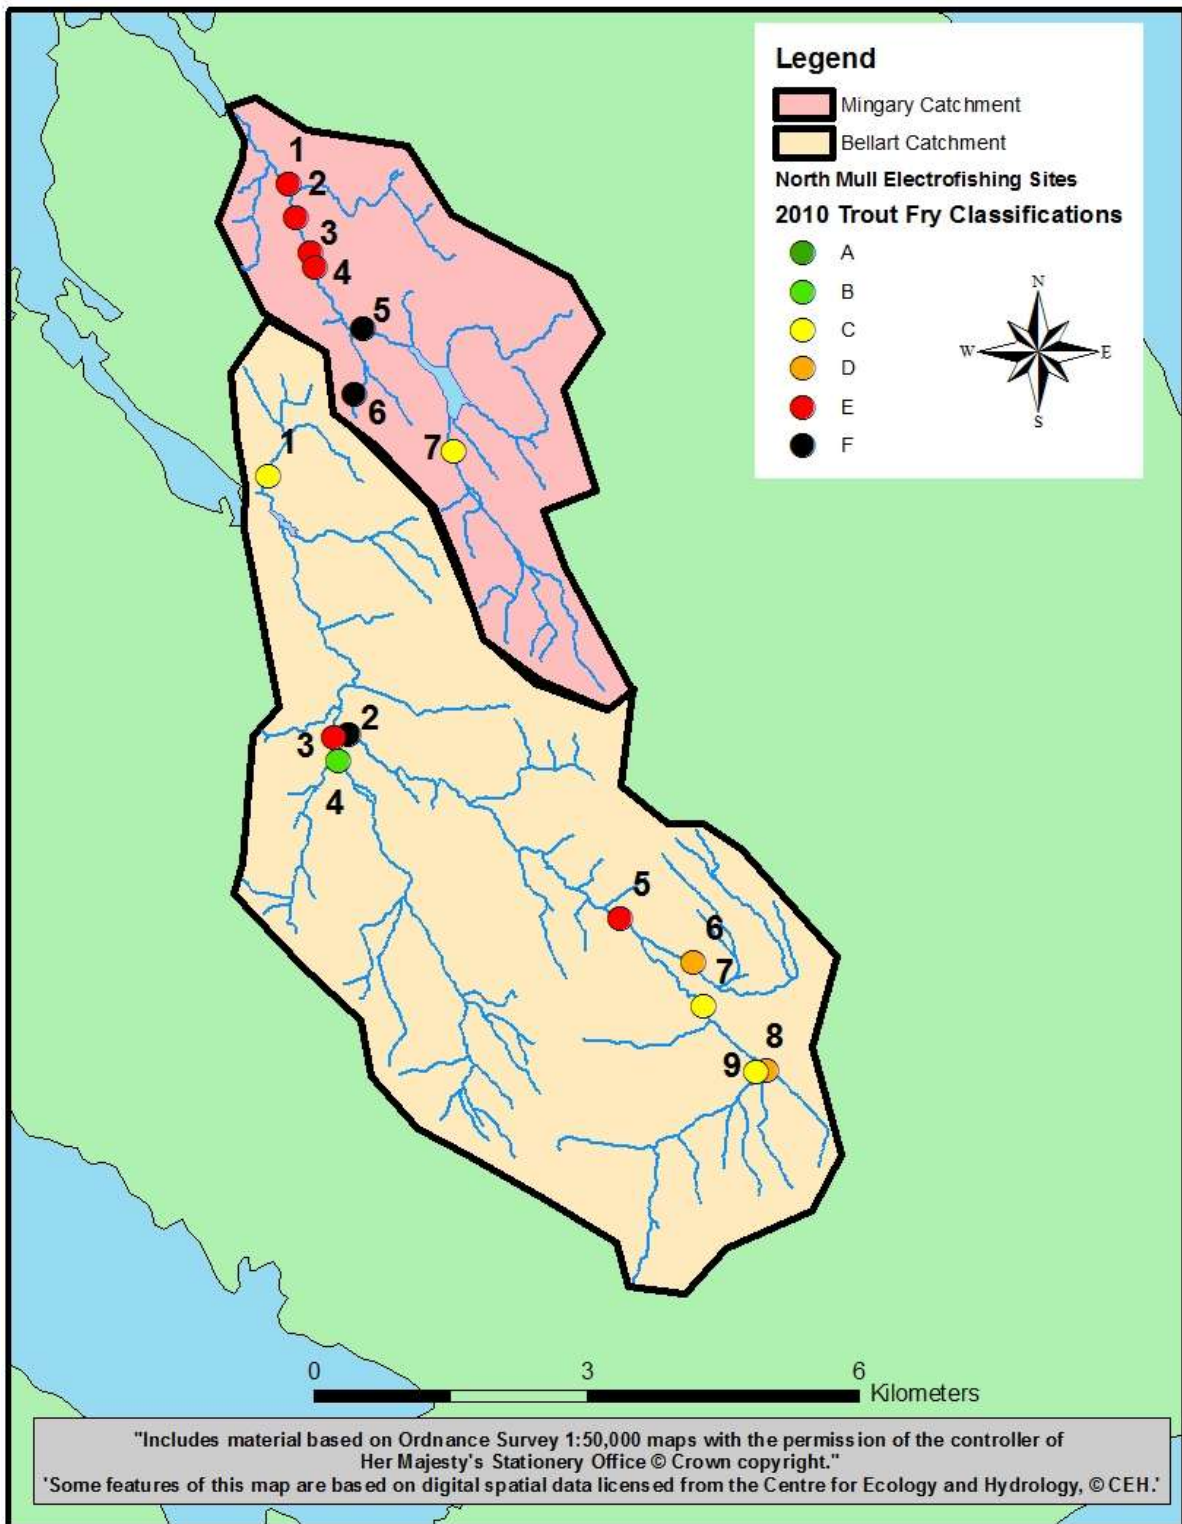 Legend
Mingary Catchment
Bellart Catchment
North Mull Electrofishing Sites
2010 Trout Fry Classifications
A
B
C
D
E
F
N
W E
S
1
2
3
4
5
6
7
1
2
3
4
5
6
7
8
9
0 3 6
Kilometers
"Includes material based on Ordnance Survey 1:50,000 maps with the permission of the controller of
Her Majesty's Stationery Office © Crown copyright."
'Some features of this map are based on digital spatial data licensed from the Centre for Ecology and Hydrology, © CEH.'